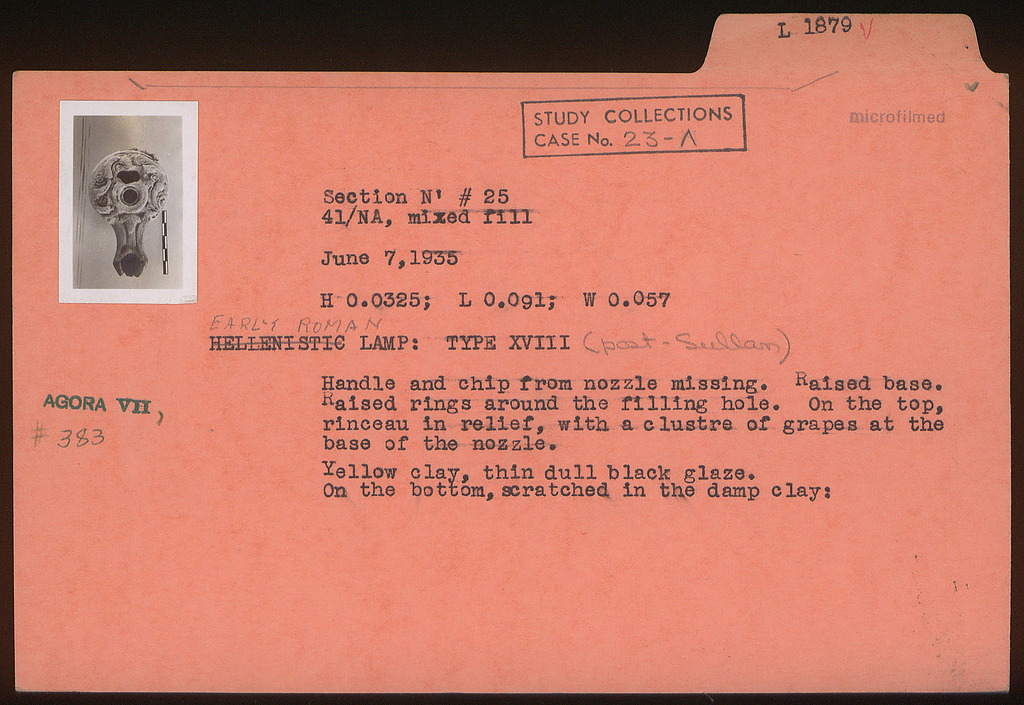 L 1879 √
STUDY COLLECTIONS
CASE No. 23-Λ
microfilmed
Section N' # 25
41/NA, mixed fill
June 7,1935
H 0.0325; L 0.091; W 0.057
EARLY ROMAN
HELLENISTIC LAMP: TYPE XVIII (post-Sullan)
Handle and chip from nozzle missing. Raised base.
Raised rings around the filling hole. On the top,
rinceau in relief, with a clustre of grapes at the
base of the nozzle.
Yellow clay, thin dull black glaze.
On the bottom, scratched in the damp clay:
AGORA VII,
# 383